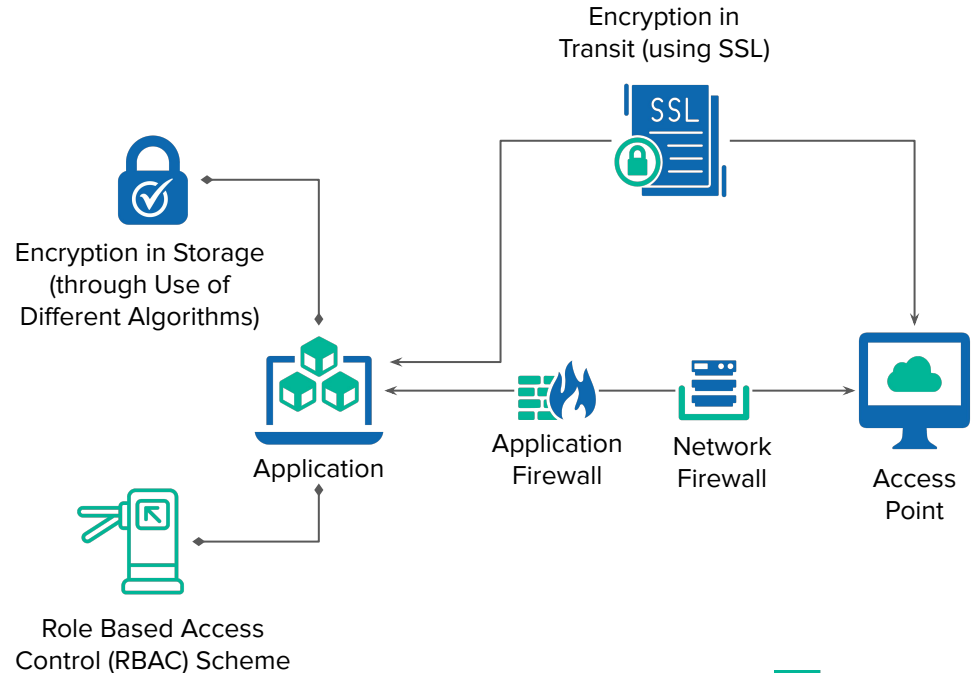 Encryption in
Transit (using SSL)
SSL
Encryption in Storage
(through Use of
Different Algorithms)
Application
Application
Firewall
Network
Firewall
Access
Point
Role Based Access
Control (RBAC) Scheme